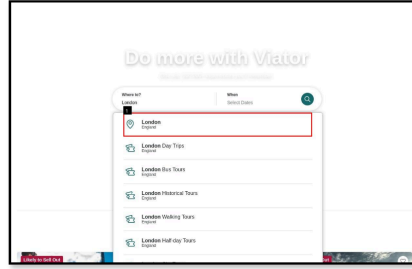 Do more with Viator
Where to?
London
When
Select Dates
1
London
England
London Day Trips
England
London Bus Tours
England
London Historical Tours
England
London Walking Tours
England
London Half-day Tours
England
Likely to Sell Out